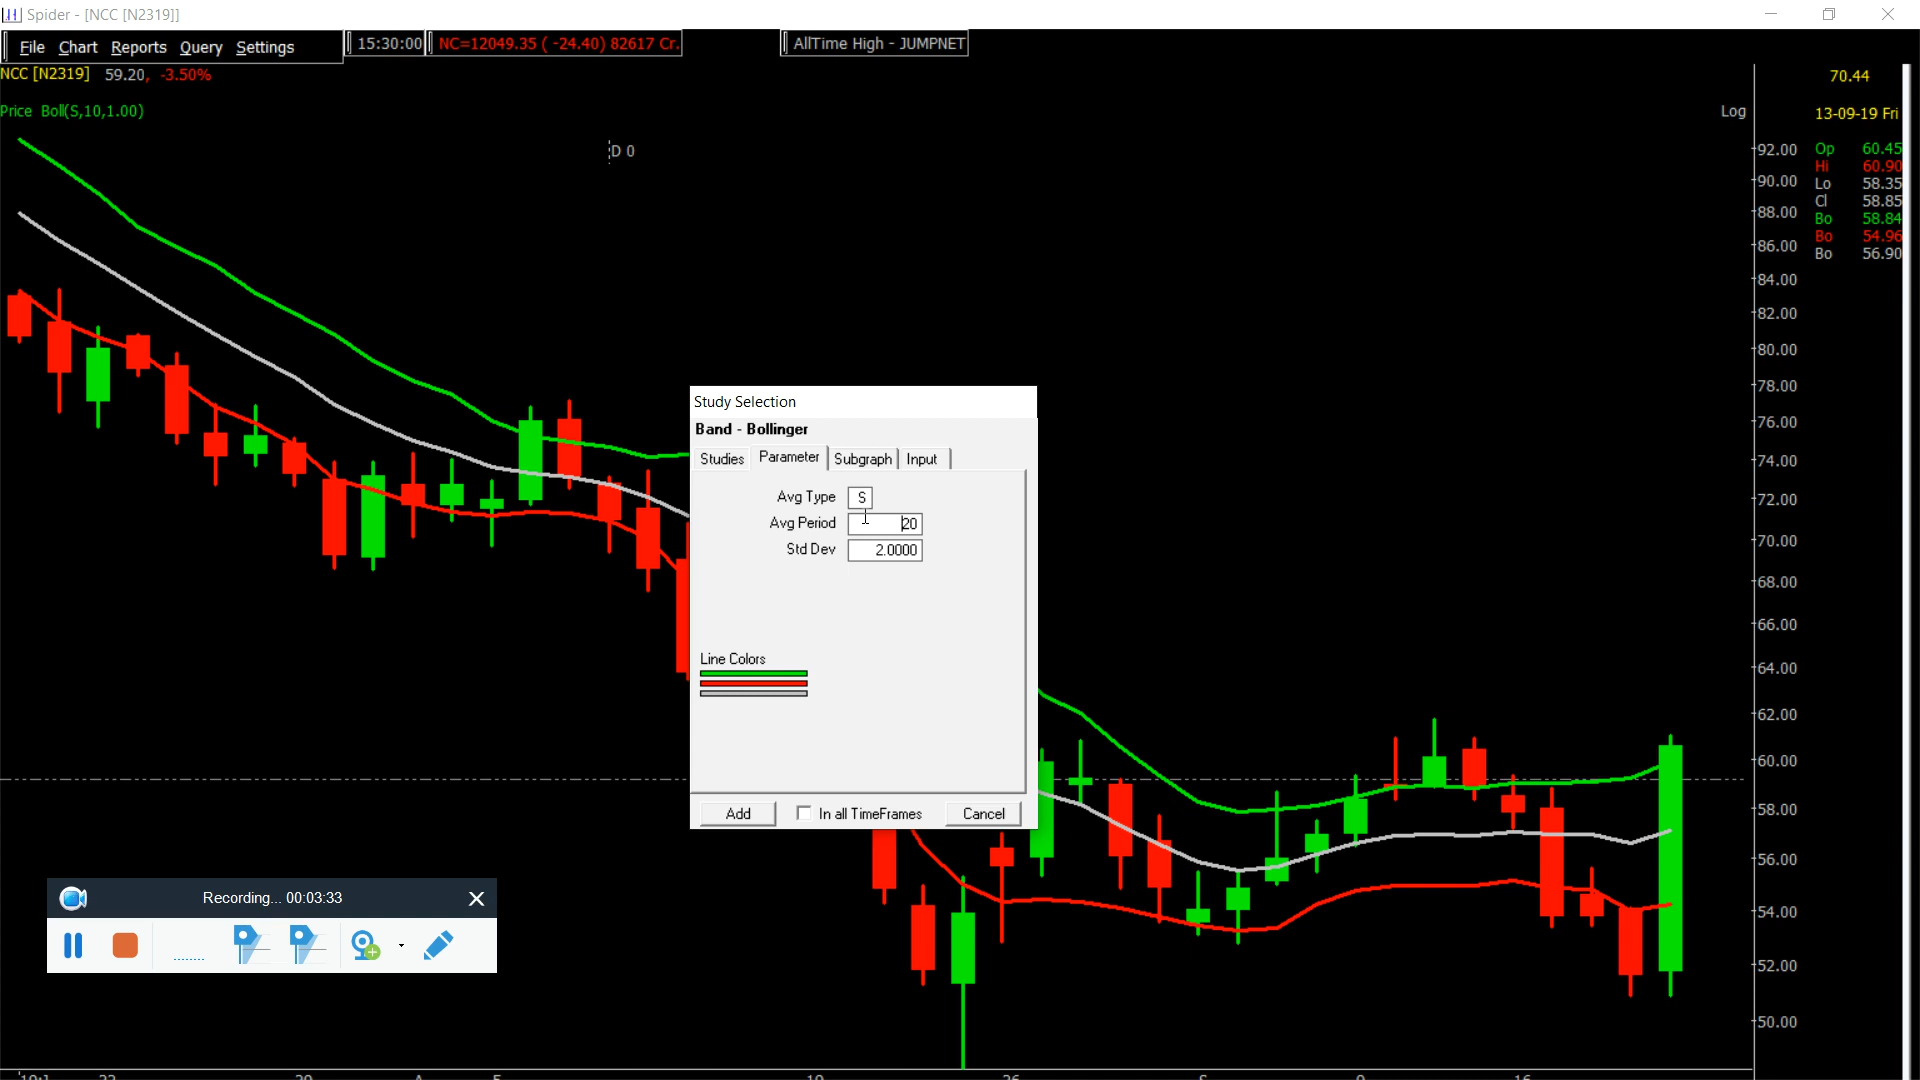 Spider - [NCC [N2319]]
File Chart Reports Query Settings
15:30:00
NC=12049.35 ( -24.40) 82617 Cr.
AllTime High - JUMPNET
NCC [N2319] 59.20, -3.50%
70.44
Price Boll(S,10,1.00)
Log
13-09-19 Fri
D 0
92.00
90.00
88.00
86.00
84.00
82.00
80.00
78.00
76.00
74.00
72.00
70.00
68.00
66.00
64.00
62.00
60.00
58.00
56.00
54.00
52.00
50.00
Op 60.45
Hi 60.90
Lo 58.35
Cl 58.85
Bo 58.84
Bo 54.96
Bo 56.90
Study Selection
Band - Bollinger
Studies Parameter Subgraph Input
Avg Type S
Avg Period 20
Std Dev 2.0000
Line Colors
Add In all TimeFrames Cancel
Recording... 00:03:33